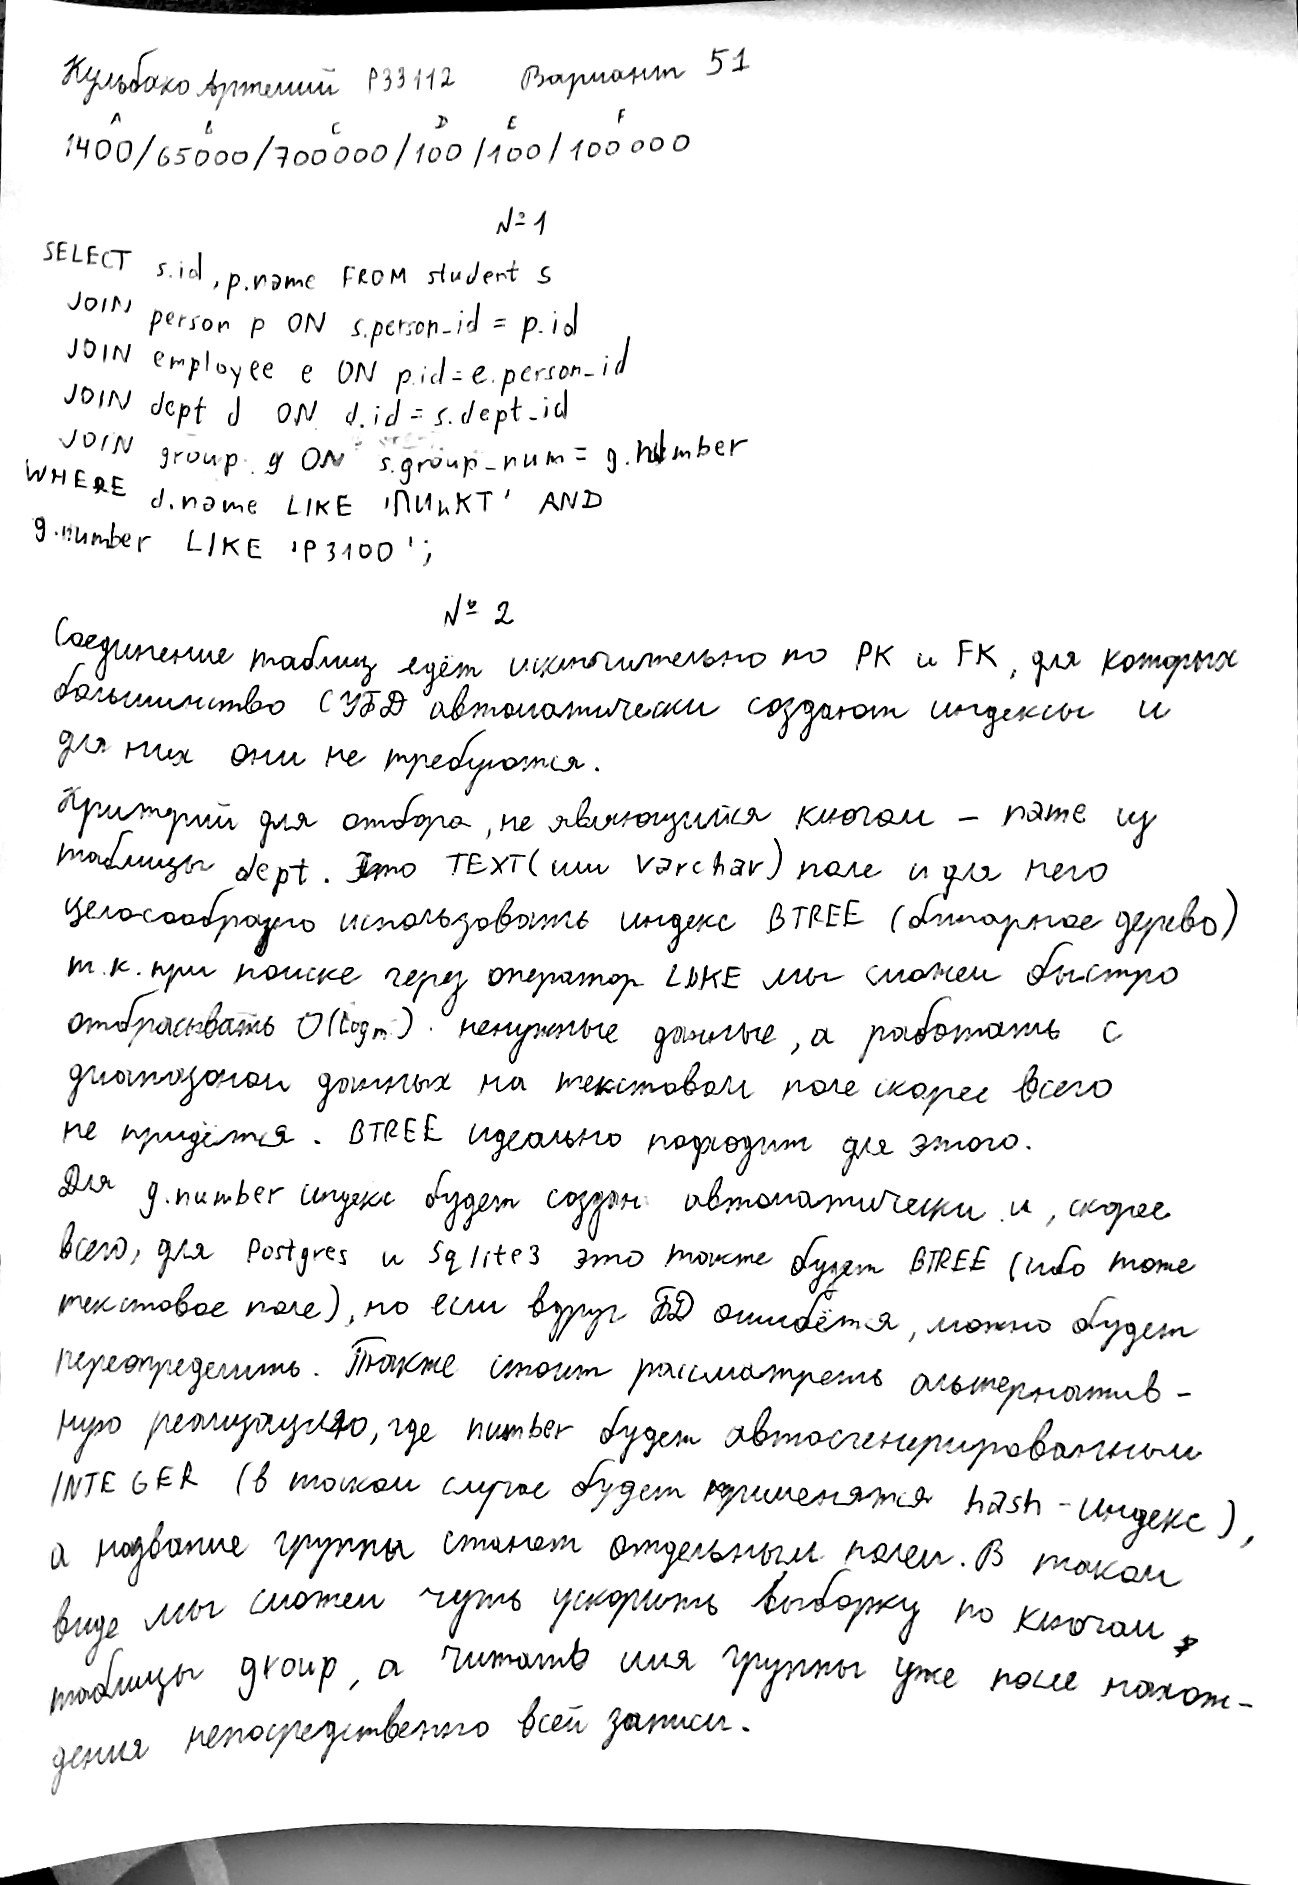 Кульбако Артемий P33112 Вариант 51
A B C D E F
1400/65000/700000/100/100/100000
№1
SELECT s.id, p.name FROM student s
JOIN person p ON s.person_id = p.id
JOIN employee e ON p.id = e.person_id
JOIN dept d ON d.id = s.dept_id
JOIN group g ON s.group_num = g.number
WHERE d.name LIKE 'ПИиКТ' AND
g.number LIKE 'P3100';
№ 2
Соединение таблиц едёт исключительно по PK и FK, для которых
большинство СУБД автоматически создают индексы и
для них они не требуются.
Критерий для отбора, не являющийся ключом – name из
таблицы dept. Это TEXT (или varchar) поле и для него
целосообразно использовать индекс BTREE (бинарное дерево)
т.к. при поиске через оператор LIKE мы сможем быстро
отбрасывать O(log n) ненужные данные, а работать с
диапазоном данных на текстовом поле скорее всего
не придётся. BTREE идеально подходит для этого.
Для g.number индекс будет создан автоматически и, скорее
всего, для Postgres и Sqlite3 это также будет BTREE (ибо тоже
текстовое поле), но если вдруг БД ошибётся, можно будет
переопределить. Также стоит рассмотреть альтернатив-
ную реализацию, где number будет автосгенерированным
INTEGER (в таком случае будет применятся hash-индекс),
а название группы станет отдельным полем. В таком
виде мы сможем чуть ускорить выборку по ключам
таблицы group, а читать имя группы уже после нахож-
дения непосредственно всей записи.